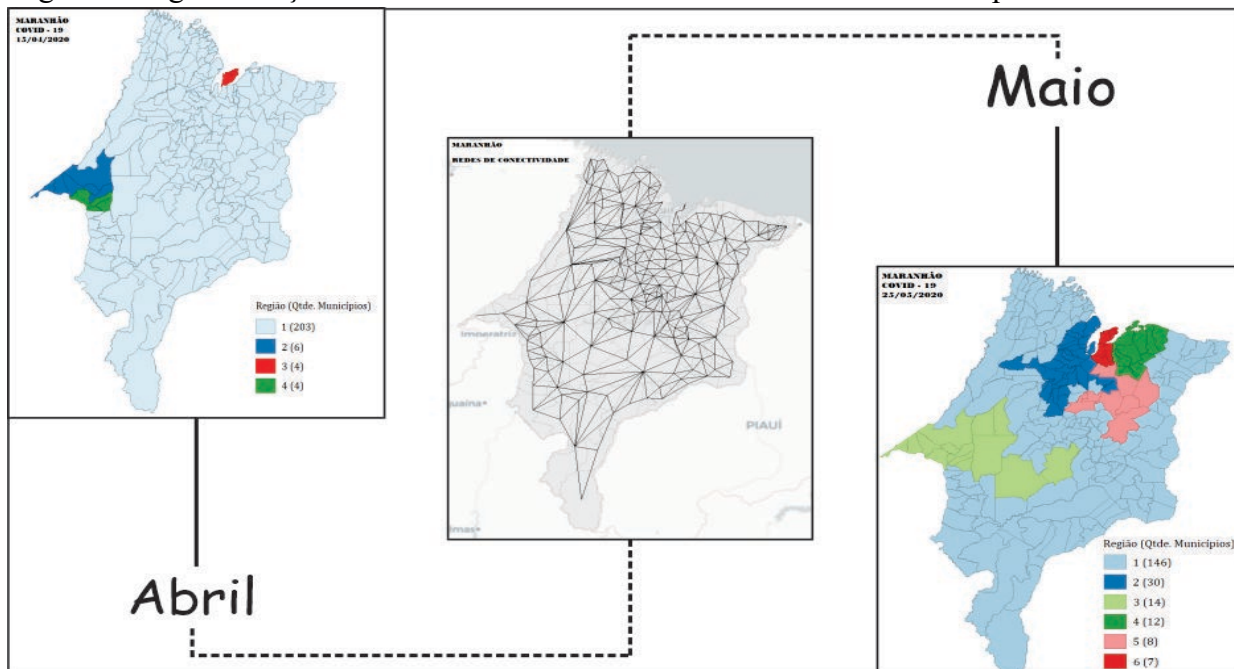 MARANHÃO
COVID - 19
15/04/2020
Região (Qtde. Municípios)
1 (203)
2 (6)
3 (4)
4 (4)
Abril
MARANHÃO
REDES DE CONECTIVIDADE
Imperatriz
PIAUÍ
Maio
MARANHÃO
COVID - 19
25/05/2020
Região (Qtde. Municípios)
1 (146)
2 (30)
3 (14)
4 (12)
5 (8)
6 (7)